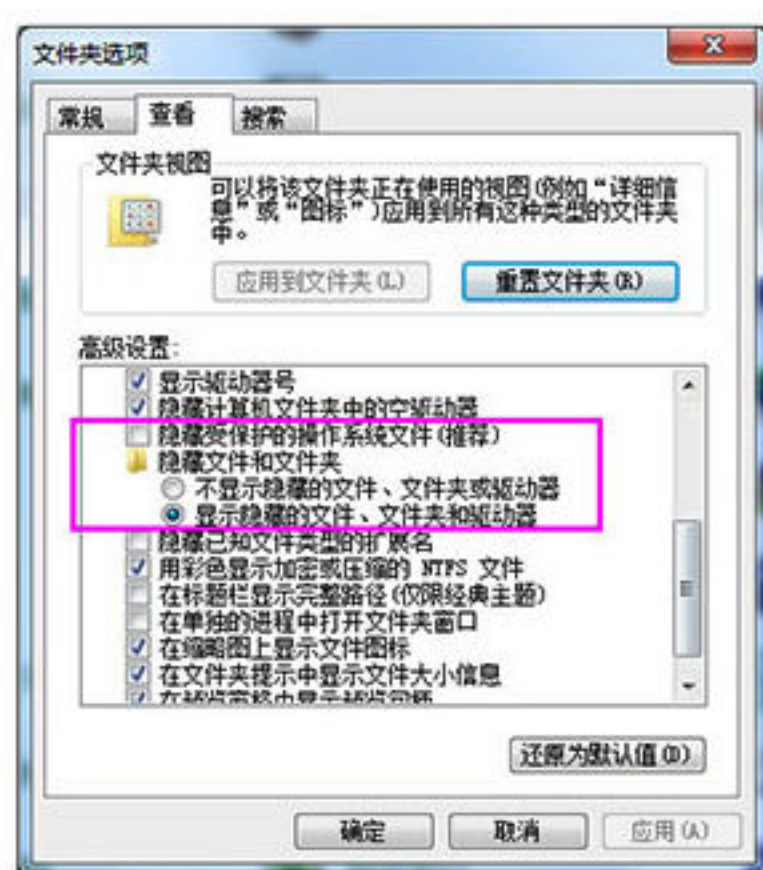 文件夹选项
常规 查看 搜索
文件夹视图
可以将该文件夹正在使用的视图(例如“详细信
息”或“图标”)应用到所有这种类型的文件夹
中。
应用到文件夹(L) 重置文件夹(R)
高级设置:
显示驱动器号
隐藏计算机文件夹中的空驱动器
隐藏受保护的操作系统文件(推荐)
隐藏文件和文件夹
不显示隐藏的文件、文件夹或驱动器
显示隐藏的文件、文件夹和驱动器
隐藏已知文件类型的扩展名
用彩色显示加密或压缩的 NTFS 文件
在标题栏显示完整路径(仅限经典主题)
在单独的进程中打开文件夹窗口
在缩略图上显示文件图标
在文件夹提示中显示文件大小信息
在预览窗格中显示预览句柄
还原为默认值(D)
确定 取消 应用(A)